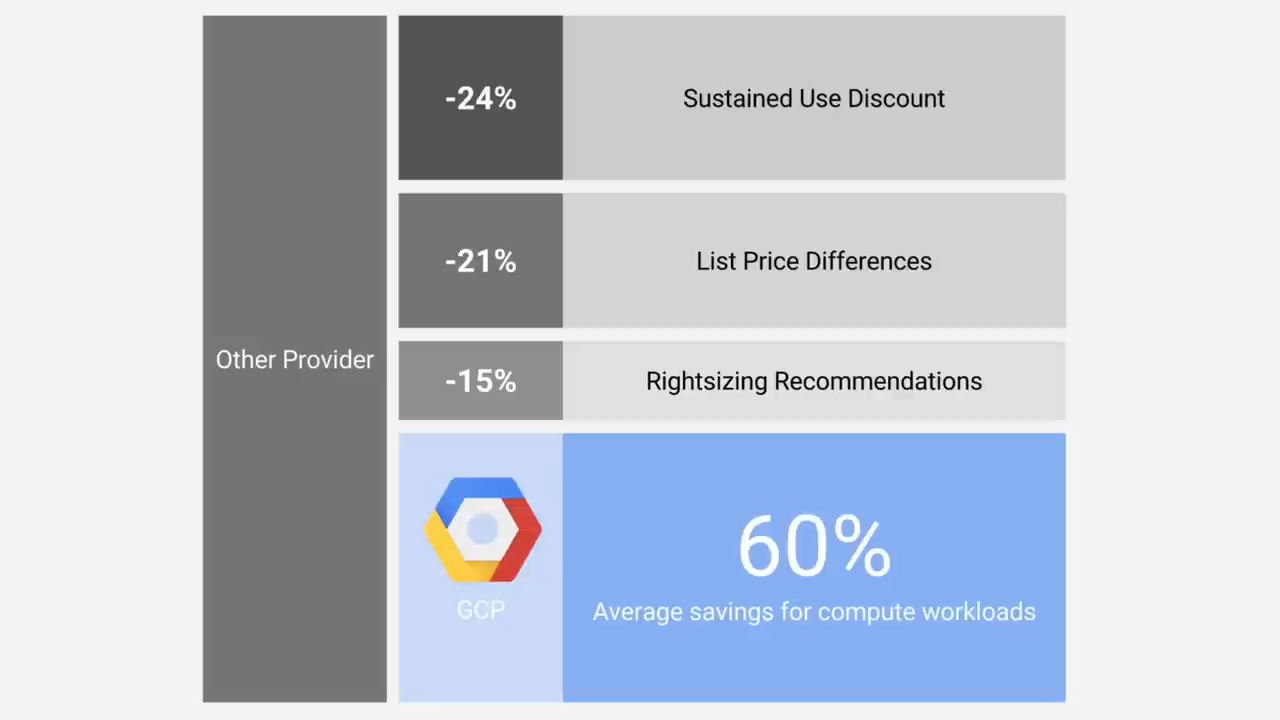 Other Provider
-24%
Sustained Use Discount
-21%
List Price Differences
-15%
Rightsizing Recommendations
GCP
60%
Average savings for compute workloads